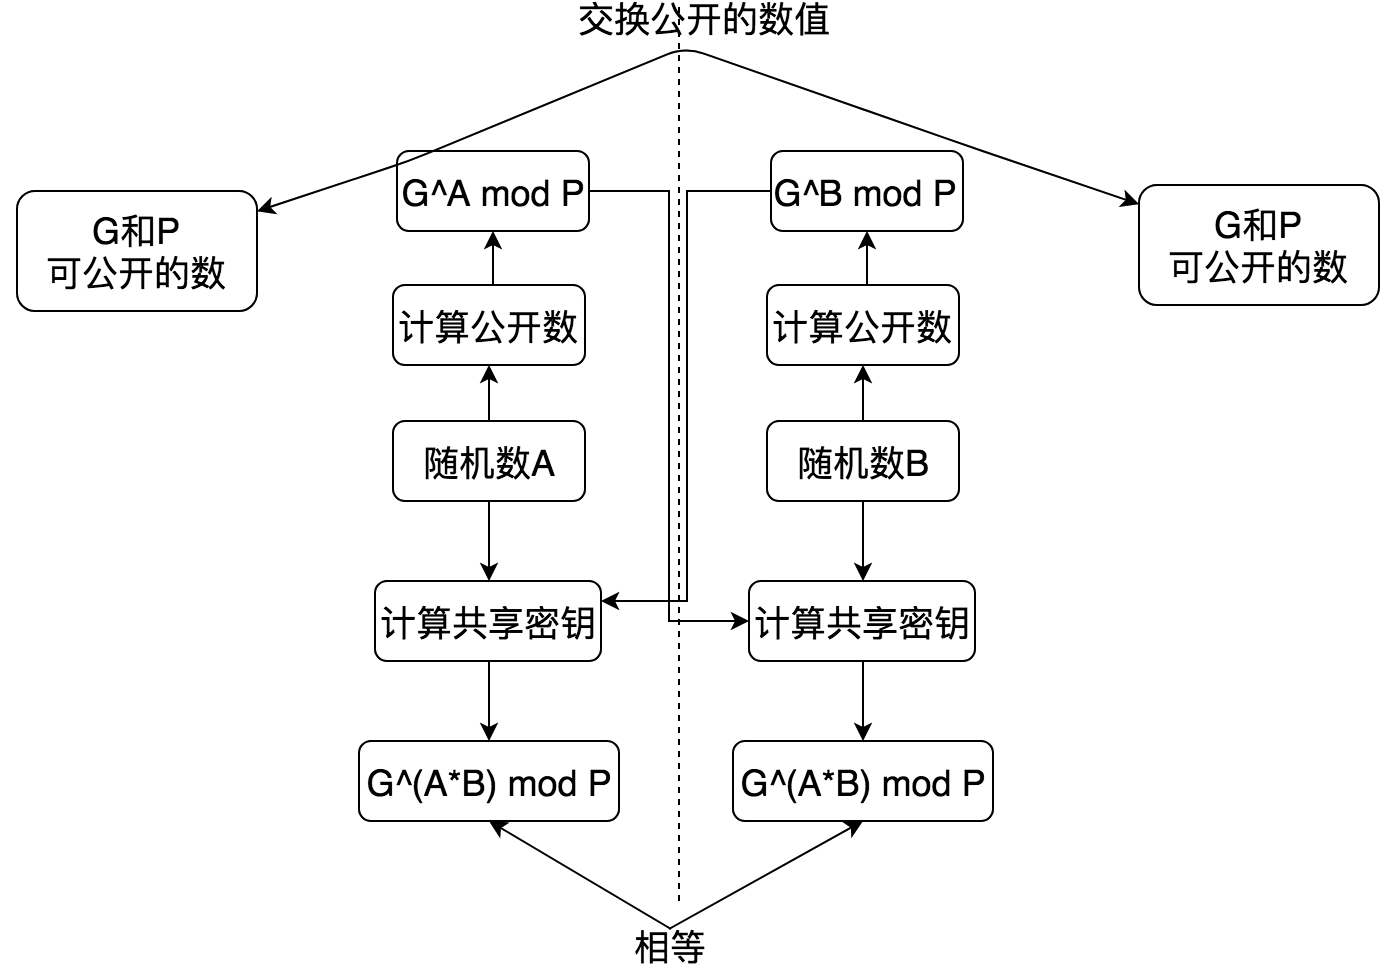 交换公开的数值
G^A mod P
G^B mod P
G和P
可公开的数
G和P
可公开的数
计算公开数
计算公开数
随机数A
随机数B
计算共享密钥
计算共享密钥
G^(A*B) mod P
G^(A*B) mod P
相等